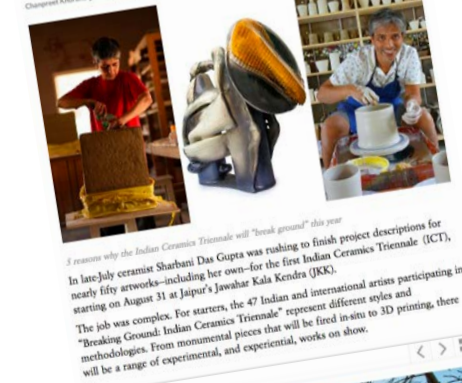 Chanpreet
5 reasons why the Indian Ceramics Triennale will "break ground" this year
In late-July ceramist Sharbani Das Gupta was rushing to finish project descriptions for
nearly fifty artworks–including her own–for the first Indian Ceramics Triennale (ICT),
starting on August 31 at Jaipur's Jawahar Kala Kendra (JKK).
The job was complex. For starters, the 47 Indian and international artists participating in
"Breaking Ground: Indian Ceramics Triennale" represent different styles and
methodologies. From monumental pieces that will be fired in-situ to 3D printing, there
will be a range of experimental, and experiential, works on show.